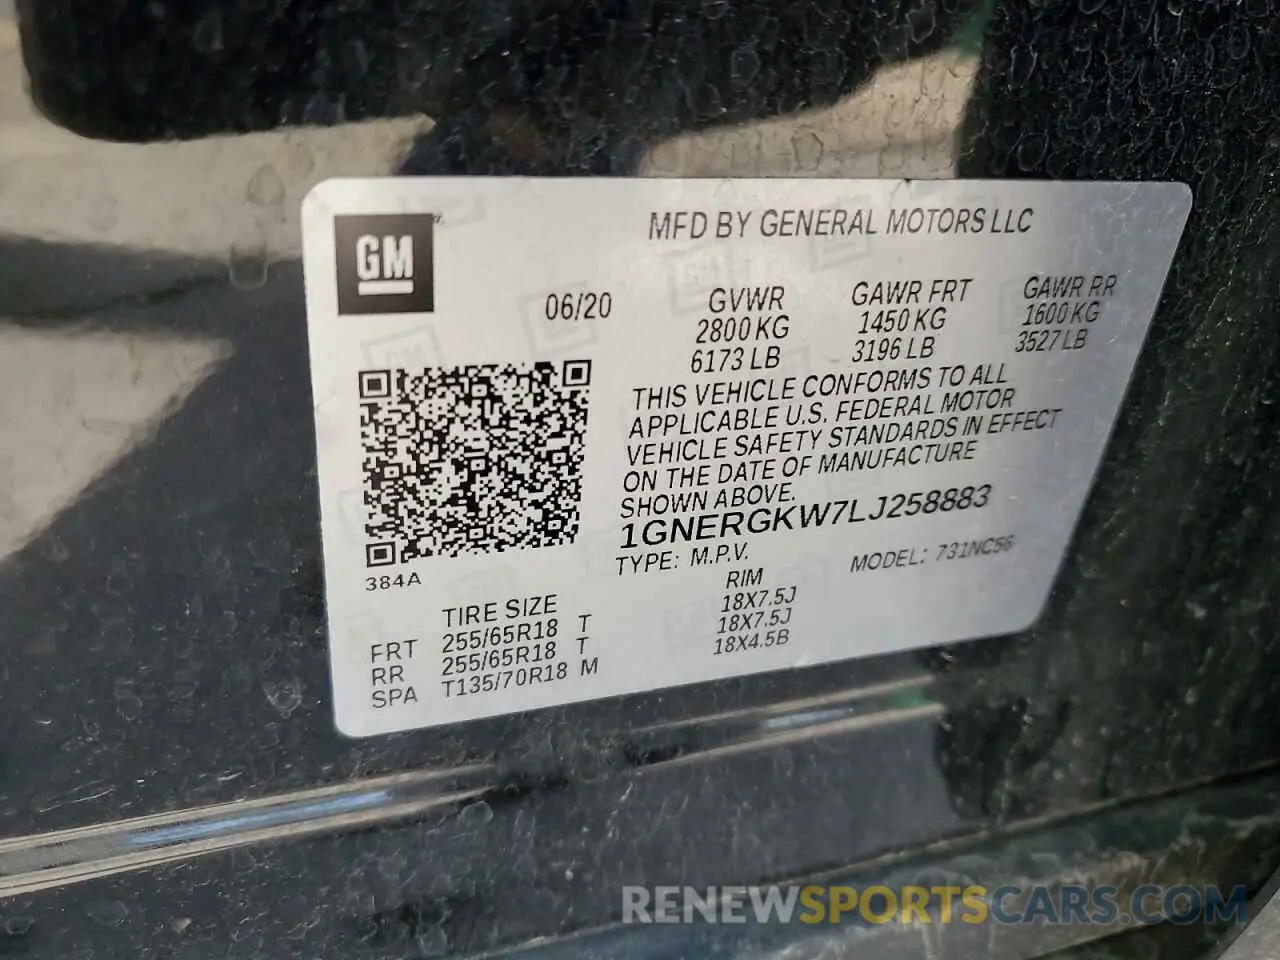 GM
MFD BY GENERAL MOTORS LLC
06/20
GVWR GAWR FRT GAWR RR
2800 KG 1450 KG 1600 KG
6173 LB 3196 LB 3527 LB
THIS VEHICLE CONFORMS TO ALL
APPLICABLE U.S. FEDERAL MOTOR
VEHICLE SAFETY STANDARDS IN EFFECT
ON THE DATE OF MANUFACTURE
SHOWN ABOVE.
1GNERGKW7LJ258883
TYPE: M.P.V. MODEL: 731NC56
384A
TIRE SIZE RIM
FRT 255/65R18 T 18X7.5J
RR 255/65R18 T 18X7.5J
SPA T135/70R18 M 18X4.5B
RENEWSPORTSCARS.COM